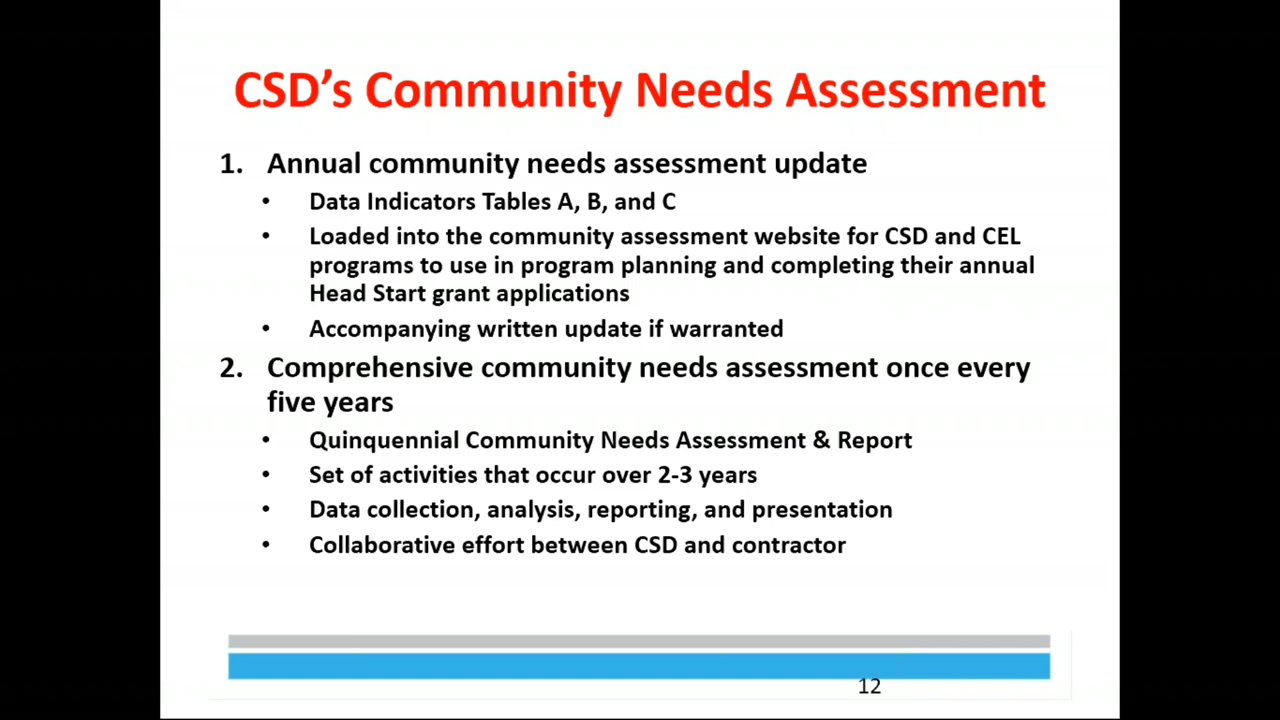 CSD’s Community Needs Assessment
1. Annual community needs assessment update
• Data Indicators Tables A, B, and C
• Loaded into the community assessment website for CSD and CEL
programs to use in program planning and completing their annual
Head Start grant applications
• Accompanying written update if warranted
2. Comprehensive community needs assessment once every
five years
• Quinquennial Community Needs Assessment & Report
• Set of activities that occur over 2-3 years
• Data collection, analysis, reporting, and presentation
• Collaborative effort between CSD and contractor
12